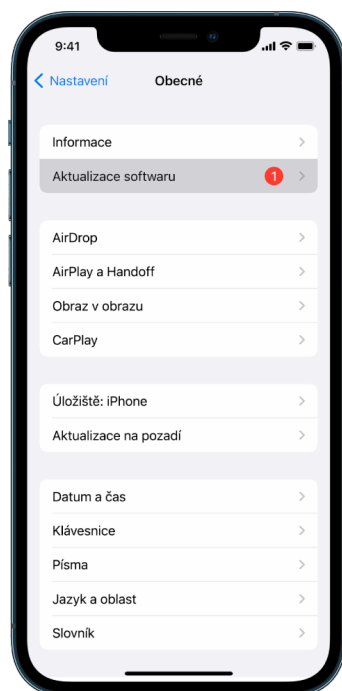 9:41
Nastavení Obecné
Informace
Aktualizace softwaru 1
AirDrop
AirPlay a Handoff
Obraz v obrazu
CarPlay
Úložiště: iPhone
Aktualizace na pozadí
Datum a čas
Klávesnice
Písma
Jazyk a oblast
Slovník